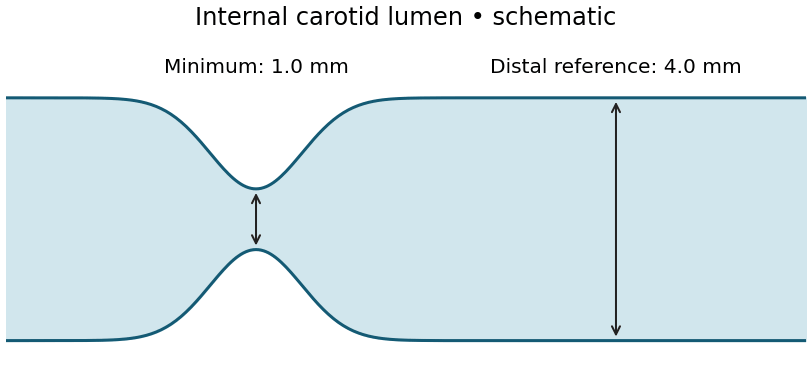 Internal carotid lumen • schematic
Minimum: 1.0 mm
Distal reference: 4.0 mm